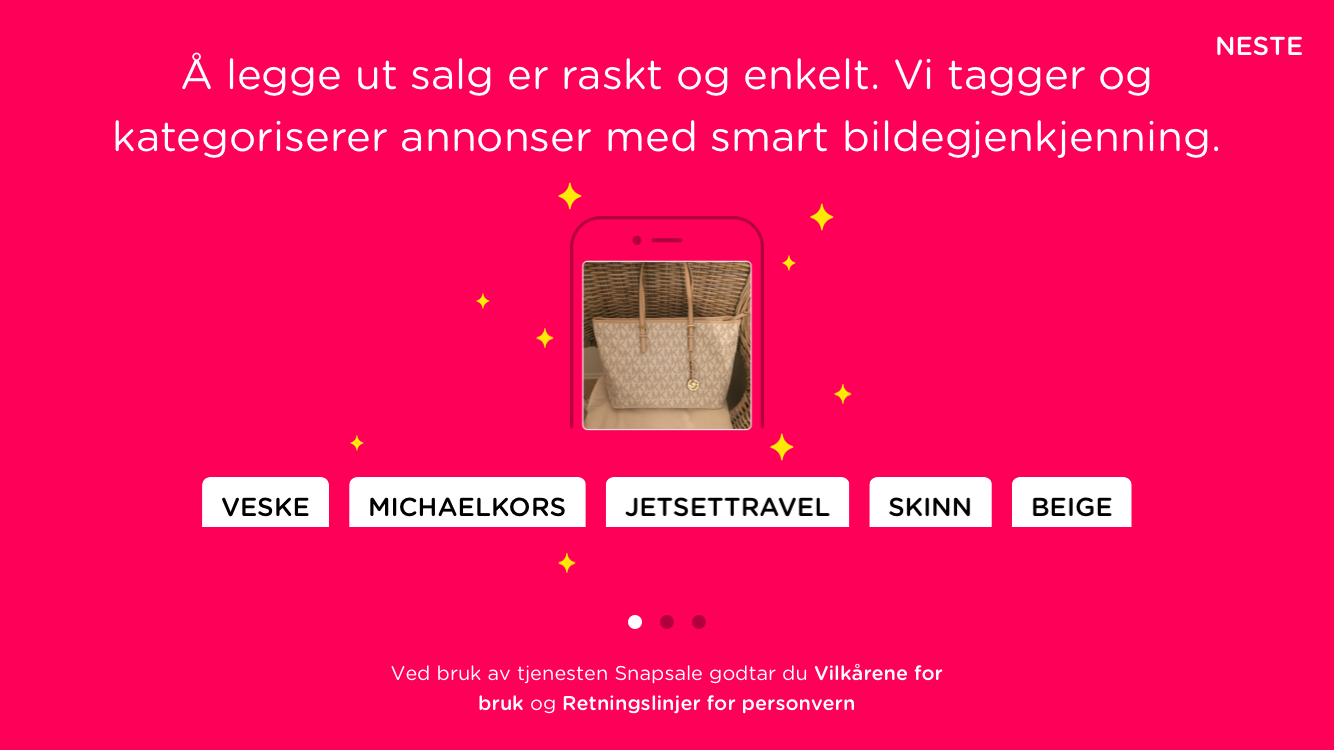 NESTE
Å legge ut salg er raskt og enkelt. Vi tagger og
kategoriserer annonser med smart bildegjenkjenning.
VESKE
MICHAELKORS
JETSETTRAVEL
SKINN
BEIGE
Ved bruk av tjenesten Snapsale godtar du Vilkårene for
bruk og Retningslinjer for personvern